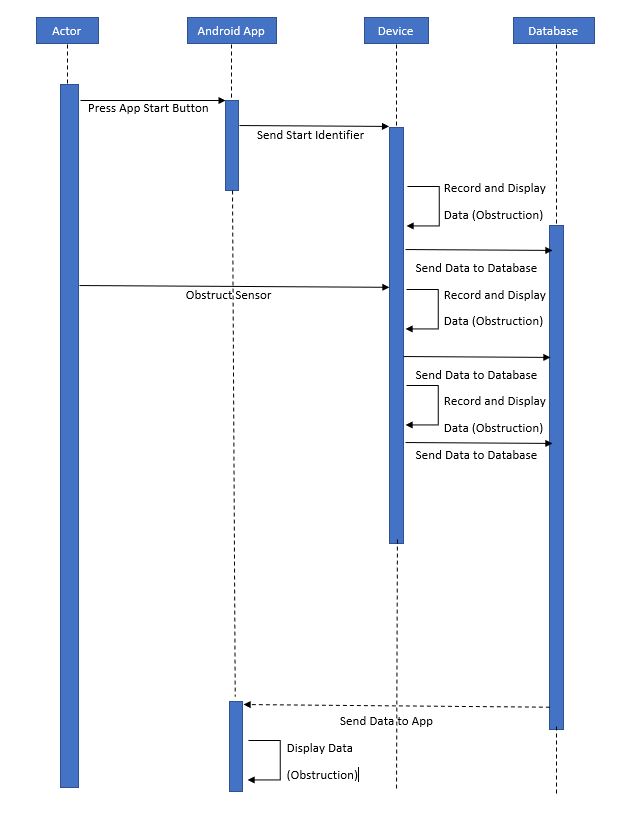 Actor
Android App
Device
Database
Press App Start Button
Send Start Identifier
Record and Display
Data (Obstruction)
Send Data to Database
Obstruct Sensor
Record and Display
Data (Obstruction)
Send Data to Database
Record and Display
Data (Obstruction)
Send Data to Database
Send Data to App
Display Data
(Obstruction)